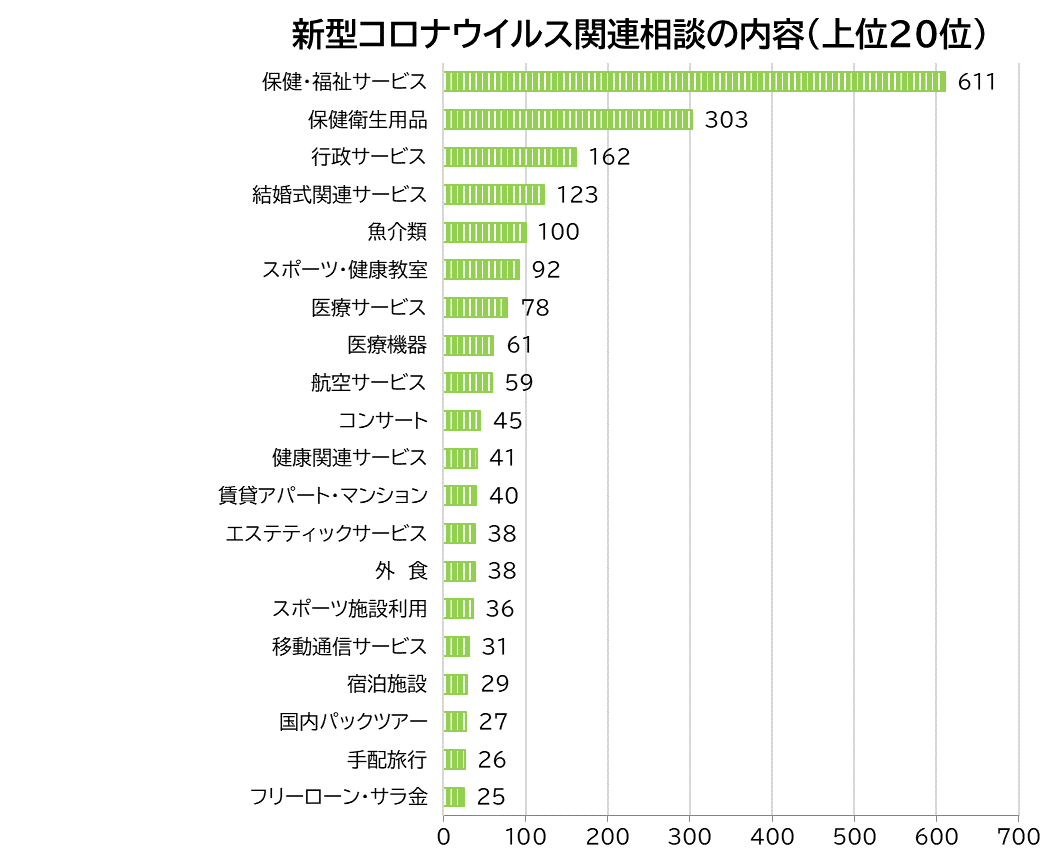 新型コロナウイルス関連相談の内容(上位20位)
保健・福祉サービス 611
保健衛生用品 303
行政サービス 162
結婚式関連サービス 123
魚介類 100
スポーツ・健康教室 92
医療サービス 78
医療機器 61
航空サービス 59
コンサート 45
健康関連サービス 41
賃貸アパート・マンション 40
エステティックサービス 38
外 食 38
スポーツ施設利用 36
移動通信サービス 31
宿泊施設 29
国内パックツアー 27
手配旅行 26
フリーローン・サラ金 25
0 100 200 300 400 500 600 700